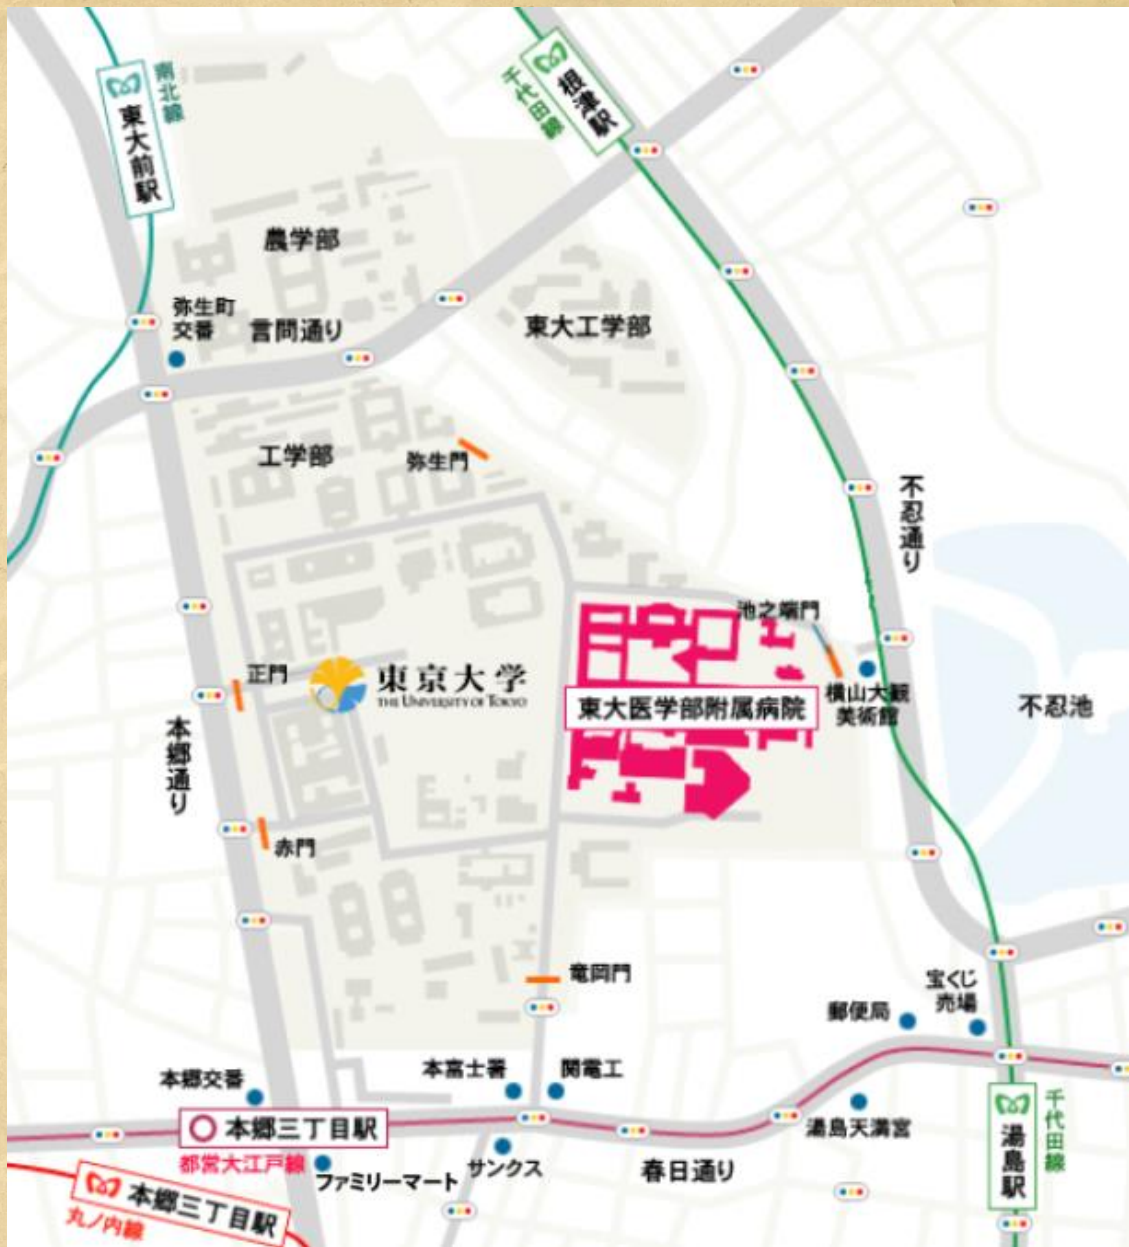 南北線
東大前駅
千代田線
根津駅
農学部
弥生町
交番
言問通り
東大工学部
工学部
弥生門
不忍通り
池之端門
正門
東京大学
THE UNIVERSITY OF TOKYO
東大医学部附属病院
横山大観
美術館
不忍池
本郷通り
赤門
竜岡門
宝くじ
売場
郵便局
本郷交番
本富士署
関電工
本郷三丁目駅
都営大江戸線
湯島天満宮
千代田線
湯島駅
ファミリーマート
サンクス
春日通り
本郷三丁目駅
丸ノ内線